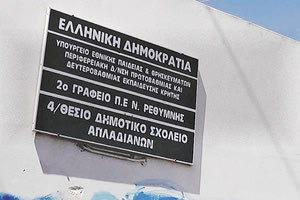 ΕΛΛΗΝΙΚΗ ΔΗΜΟΚΡΑΤΙΑ
ΥΠΟΥΡΓΕΙΟ ΕΘΝΙΚΗΣ ΠΑΙΔΕΙΑΣ & ΘΡΗΣΚΕΥΜΑΤΩΝ
ΠΕΡΙΦΕΡΕΙΑΚΗ Δ/ΝΣΗ ΠΡΩΤΟΒΑΘΜΙΑΣ ΚΑΙ
ΔΕΥΤΕΡΟΒΑΘΜΙΑΣ ΕΚΠΑΙΔΕΥΣΗΣ ΚΡΗΤΗΣ
2ο ΓΡΑΦΕΙΟ Π.Ε Ν. ΡΕΘΥΜΝΗΣ
4/ΘΕΣΙΟ ΔΗΜΟΤΙΚΟ ΣΧΟΛΕΙΟ
ΑΠΛΑΔΙΑΝΩΝ